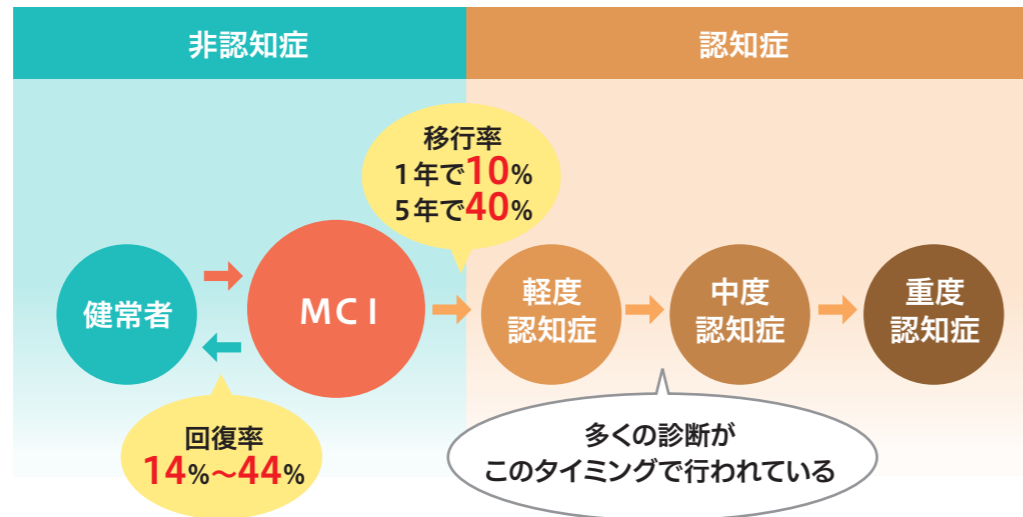 非認知症
認知症
移行率
1年で10%
5年で40%
健常者
MCI
軽度
認知症
中度
認知症
重度
認知症
回復率
14%～44%
多くの診断が
このタイミングで行われている